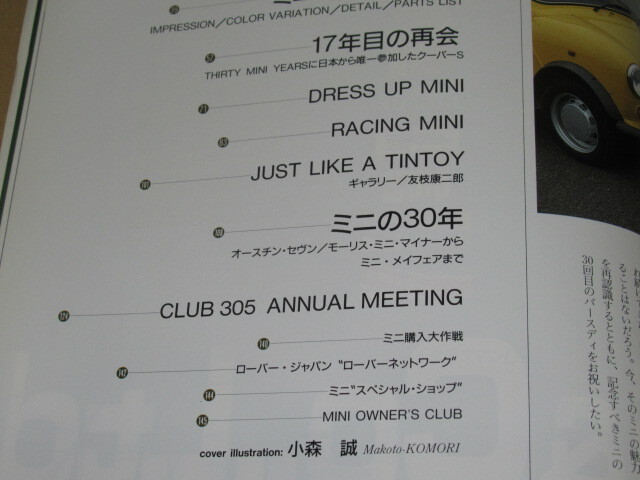 IMPRESSION／COLOR VARIATION／DETAIL／PARTS LIST
17年目の再会
THIRTY MINI YEARSに日本から唯一参加したクーパーS
DRESS UP MINI
RACING MINI
JUST LIKE A TINTOY
ギャラリー／友枝康二郎
ミニの30年
オースチン・セヴン／モーリス・ミニ・マイナーから
ミニ・メイフェアまで
CLUB 305 ANNUAL MEETING
ミニ購入大作戦
ローバー・ジャパン “ローバーネットワーク”
144
ミニ“スペシャル・ショップ”
145
MINI OWNER'S CLUB
cover illustration: 小森　誠 Makoto-KOMORI
ることはないだろう。今、そのミニの魅力
を再認識するとともに、記念すべきミニの
30回目のバースディをお祝いしたい。